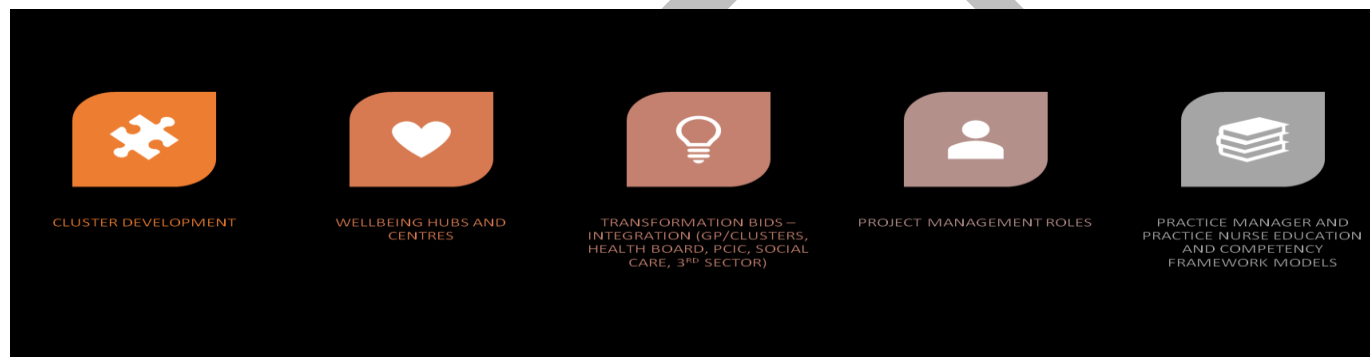 CLUSTER DEVELOPMENT
WELLBEING HUBS AND
CENTRES
TRANSFORMATION BIDS –
INTEGRATION (GP/CLUSTERS,
HEALTH BOARD, PCIC, SOCIAL
CARE, 3RD SECTOR)
PROJECT MANAGEMENT ROLES
PRACTICE MANAGER AND
PRACTICE NURSE EDUCATION
AND COMPETENCY
FRAMEWORK MODELS